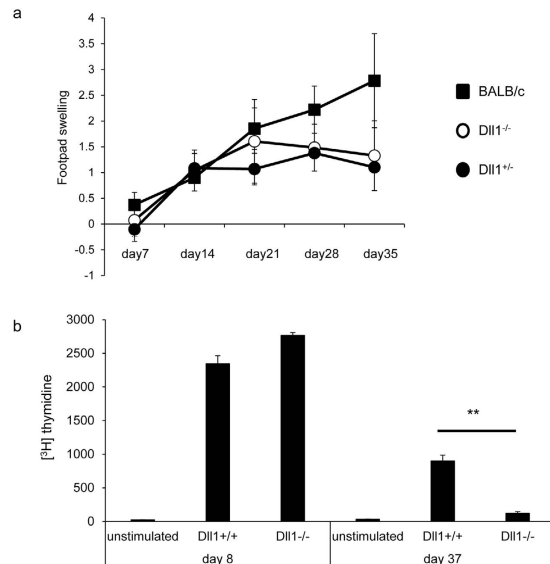 a
Footpad swelling
4
3.5
3
2.5
2
1.5
1
0.5
0
-0.5
-1
day7 day14 day21 day28 day35
BALB/c
Dll1-/-
Dll1+/-
b
[3H] thymidine
3000
2500
2000
1500
1000
500
0
**
unstimulated Dll1+/+ Dll1-/- unstimulated Dll1+/+ Dll1-/-
day 8 day 37